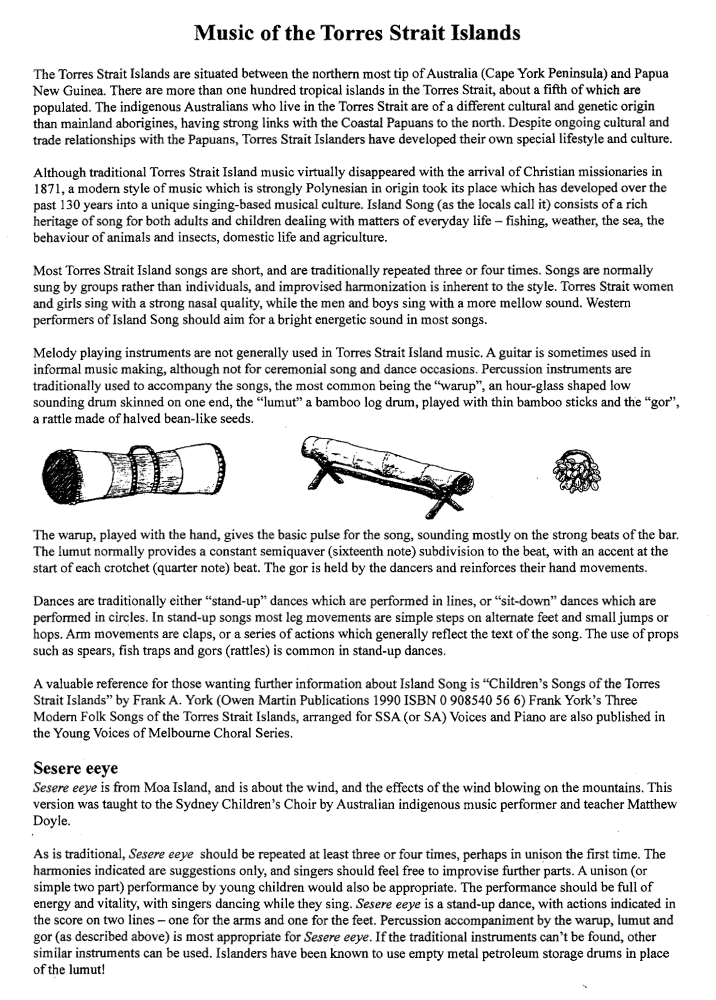 Music of the Torres Strait Islands
The Torres Strait Islands are situated between the northern most tip of Australia (Cape York Peninsula) and Papua
New Guinea. There are more than one hundred tropical islands in the Torres Strait, about a fifth of which are
populated. The indigenous Australians who live in the Torres Strait are of a different cultural and genetic origin
than mainland aborigines, having strong links with the Coastal Papuans to the north. Despite ongoing cultural and
trade relationships with the Papuans, Torres Strait Islanders have developed their own special lifestyle and culture.
Although traditional Torres Strait Island music virtually disappeared with the arrival of Christian missionaries in
1871, a modern style of music which is strongly Polynesian in origin took its place which has developed over the
past 130 years into a unique singing-based musical culture. Island Song (as the locals call it) consists of a rich
heritage of song for both adults and children dealing with matters of everyday life – fishing, weather, the sea, the
behaviour of animals and insects, domestic life and agriculture.
Most Torres Strait Island songs are short, and are traditionally repeated three or four times. Songs are normally
sung by groups rather than individuals, and improvised harmonization is inherent to the style. Torres Strait women
and girls sing with a strong nasal quality, while the men and boys sing with a more mellow sound. Western
performers of Island Song should aim for a bright energetic sound in most songs.
Melody playing instruments are not generally used in Torres Strait Island music. A guitar is sometimes used in
informal music making, although not for ceremonial song and dance occasions. Percussion instruments are
traditionally used to accompany the songs, the most common being the “warup”, an hour-glass shaped low
sounding drum skinned on one end, the “lumut” a bamboo log drum, played with thin bamboo sticks and the “gor”,
a rattle made of halved bean-like seeds.
The warup, played with the hand, gives the basic pulse for the song, sounding mostly on the strong beats of the bar.
The lumut normally provides a constant semiquaver (sixteenth note) subdivision to the beat, with an accent at the
start of each crotchet (quarter note) beat. The gor is held by the dancers and reinforces their hand movements.
Dances are traditionally either “stand-up” dances which are performed in lines, or “sit-down” dances which are
performed in circles. In stand-up songs most leg movements are simple steps on alternate feet and small jumps or
hops. Arm movements are claps, or a series of actions which generally reflect the text of the song. The use of props
such as spears, fish traps and gors (rattles) is common in stand-up dances.
A valuable reference for those wanting further information about Island Song is “Children’s Songs of the Torres
Strait Islands” by Frank A. York (Owen Martin Publications 1990 ISBN 0 908540 56 6) Frank York’s Three
Modern Folk Songs of the Torres Strait Islands, arranged for SSA (or SA) Voices and Piano are also published in
the Young Voices of Melbourne Choral Series.
Sesere eeye
Sesere eeye is from Moa Island, and is about the wind, and the effects of the wind blowing on the mountains. This
version was taught to the Sydney Children’s Choir by Australian indigenous music performer and teacher Matthew
Doyle.
As is traditional, Sesere eeye should be repeated at least three or four times, perhaps in unison the first time. The
harmonies indicated are suggestions only, and singers should feel free to improvise further parts. A unison (or
simple two part) performance by young children would also be appropriate. The performance should be full of
energy and vitality, with singers dancing while they sing. Sesere eeye is a stand-up dance, with actions indicated in
the score on two lines – one for the arms and one for the feet. Percussion accompaniment by the warup, lumut and
gor (as described above) is most appropriate for Sesere eeye. If the traditional instruments can’t be found, other
similar instruments can be used. Islanders have been known to use empty metal petroleum storage drums in place
of the lumut!